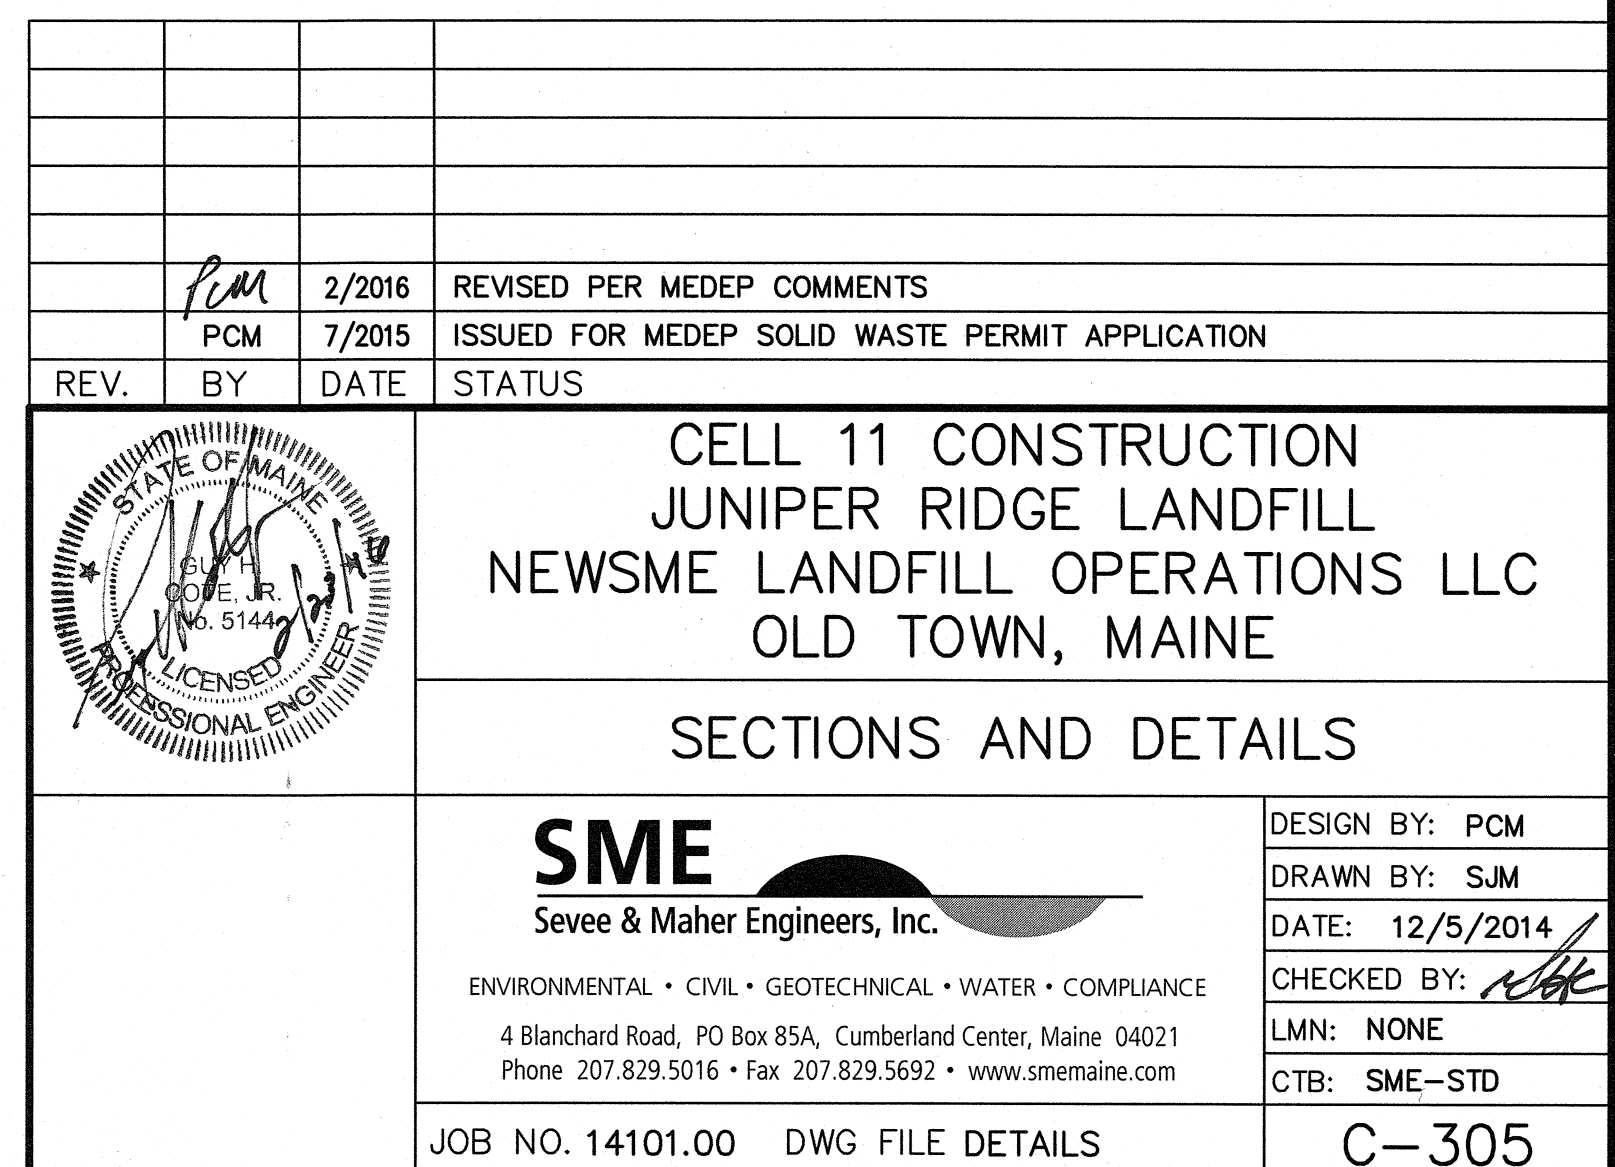 PCM 2/2016 REVISED PER MEDEP COMMENTS
PCM 7/2015 ISSUED FOR MEDEP SOLID WASTE PERMIT APPLICATION
REV. BY DATE STATUS
STATE OF MAINE
GUY H.
COTE, JR.
No. 5144
LICENSED
PROFESSIONAL ENGINEER
2/23/16
CELL 11 CONSTRUCTION
JUNIPER RIDGE LANDFILL
NEWSME LANDFILL OPERATIONS LLC
OLD TOWN, MAINE
SECTIONS AND DETAILS
SME
Sevee & Maher Engineers, Inc.
ENVIRONMENTAL • CIVIL • GEOTECHNICAL • WATER • COMPLIANCE
4 Blanchard Road, PO Box 85A, Cumberland Center, Maine 04021
Phone 207.829.5016 • Fax 207.829.5692 • www.smemaine.com
DESIGN BY: PCM
DRAWN BY: SJM
DATE: 12/5/2014
CHECKED BY:
LMN: NONE
CTB: SME-STD
JOB NO. 14101.00 DWG FILE DETAILS
C-305